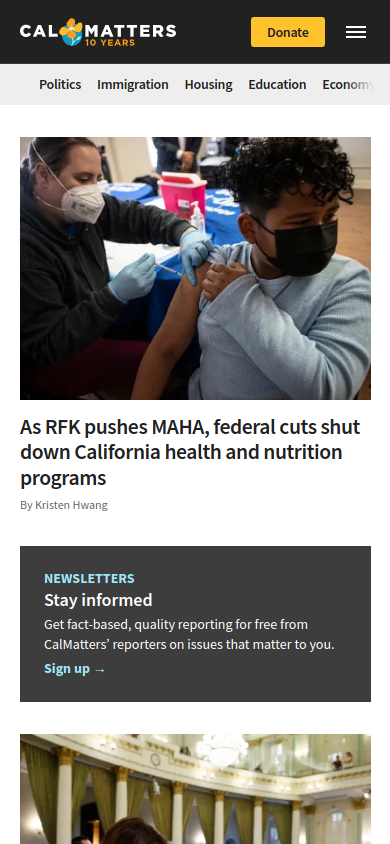 CALMATTERS
10 YEARS
Donate
Politics Immigration Housing Education Economy
As RFK pushes MAHA, federal cuts shut
down California health and nutrition
programs
By Kristen Hwang
NEWSLETTERS
Stay informed
Get fact-based, quality reporting for free from
CalMatters’ reporters on issues that matter to you.
Sign up →